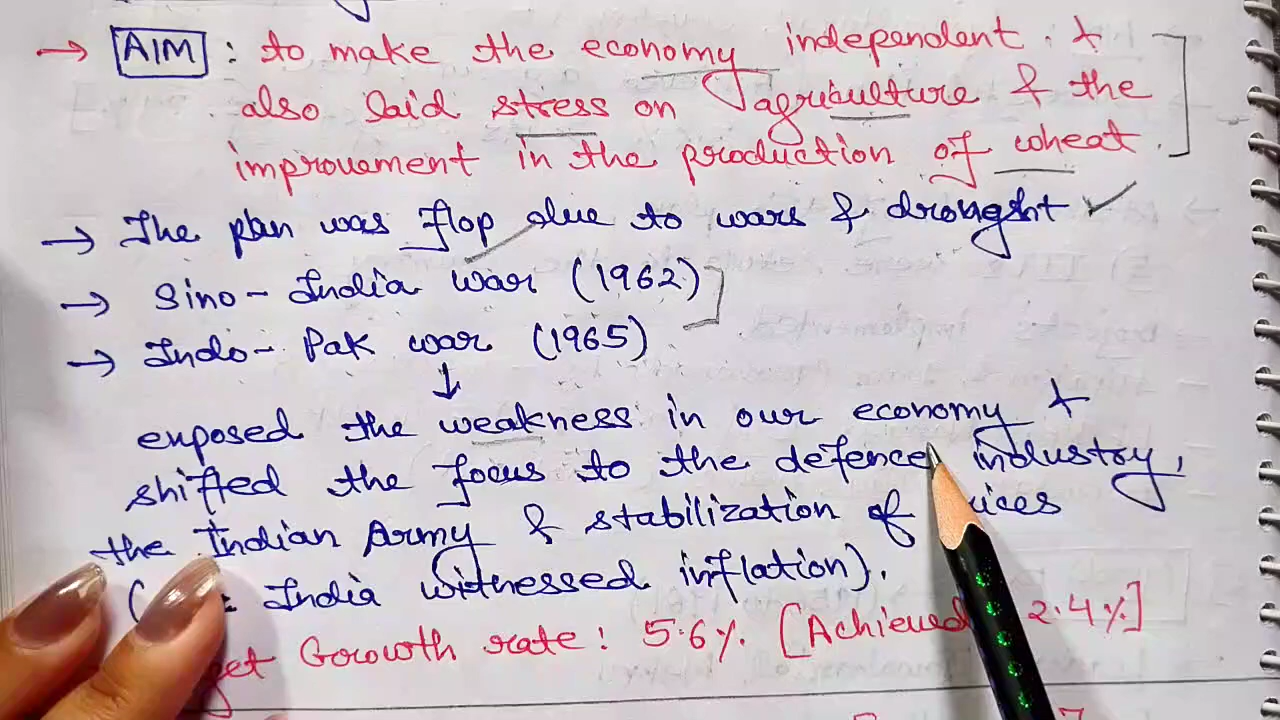 → AIM : to make the economy independent. &
also laid stress on agriculture & the
improvement in the production of wheat.
→ The plan was flop due to wars & drought ✓
→ Sino-India war (1962)
→ Indo-Pak war (1965)
↓
exposed the weakness in our economy &
shifted the focus to the defence industry,
the Indian Army & stabilization of
( India witnessed inflation).
Growth rate: 5.6%. [Achieved 2.4%]